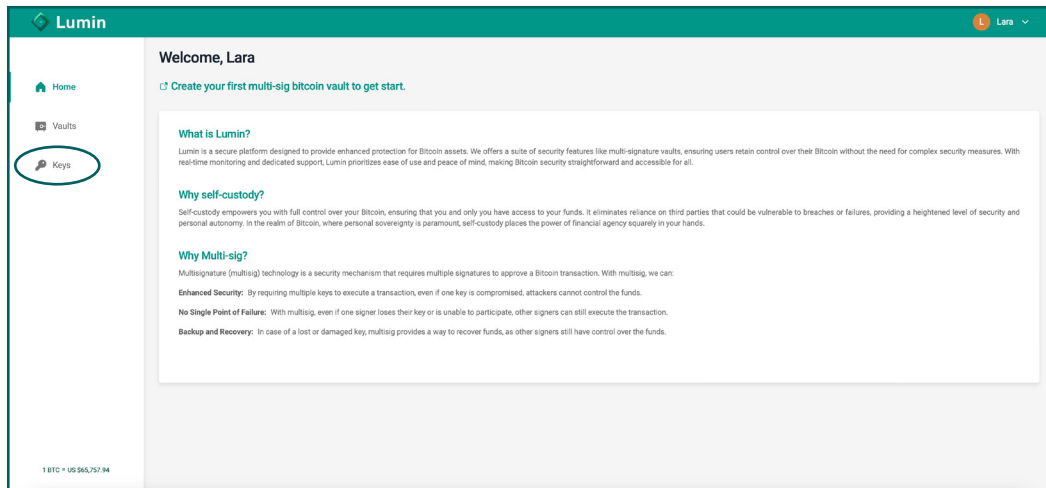 Lumin
L Lara
Welcome, Lara
Home
Create your first multi-sig bitcoin vault to get start.
Vaults
Keys
What is Lumin?
Lumin is a secure platform designed to provide enhanced protection for Bitcoin assets. We offers a suite of security features like multi-signature vaults, ensuring users retain control over their Bitcoin without the need for complex security measures. With
real-time monitoring and dedicated support, Lumin prioritizes ease of use and peace of mind, making Bitcoin security straightforward and accessible for all.
Why self-custody?
Self-custody empowers you with full control over your Bitcoin, ensuring that you and only you have access to your funds. It eliminates reliance on third parties that could be vulnerable to breaches or failures, providing a heightened level of security and
personal autonomy. In the realm of Bitcoin, where personal sovereignty is paramount, self-custody places the power of financial agency squarely in your hands.
Why Multi-sig?
Multisignature (multisig) technology is a security mechanism that requires multiple signatures to approve a Bitcoin transaction. With multisig, we can:
Enhanced Security: By requiring multiple keys to execute a transaction, even if one key is compromised, attackers cannot control the funds.
No Single Point of Failure: With multisig, even if one signer loses their key or is unable to participate, other signers can still execute the transaction.
Backup and Recovery: In case of a lost or damaged key, multisig provides a way to recover funds, as other signers still have control over the funds.
1 BTC = US $65,757.94